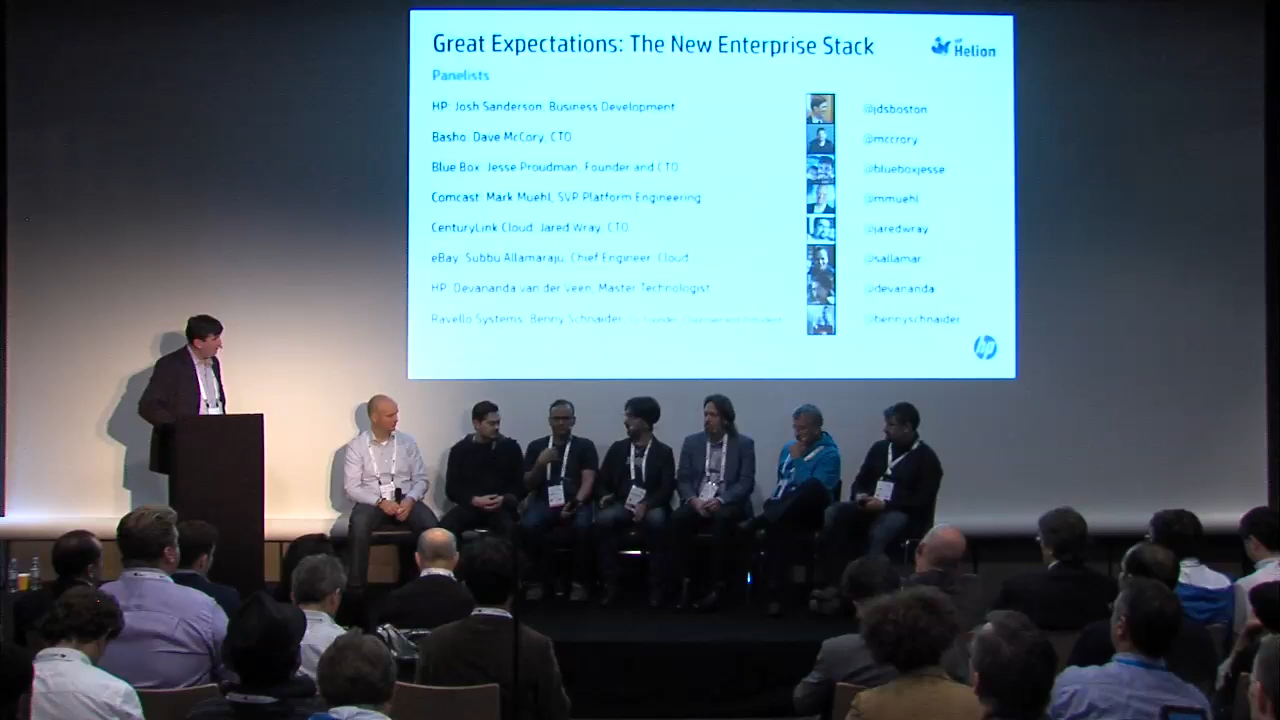 Great Expectations: The New Enterprise Stack
HP Helion
Panelists
HP: Josh Sanderson: Business Development @jdsboston
Basho: Dave McCory, CTO @mccrory
Blue Box: Jesse Proudman, Founder and CTO @blueboxjesse
Comcast: Mark Muehl, SVP Platform Engineering @mmuehl
CenturyLink Cloud: Jared Wray, CTO @jaredwray
eBay: Subbu Allamaraju, Chief Engineer, Cloud @sallamar
HP: Devananda van der Veen, Master Technologist @devananda
Ravello Systems: Benny Schnaider @bennyschnaider
hp